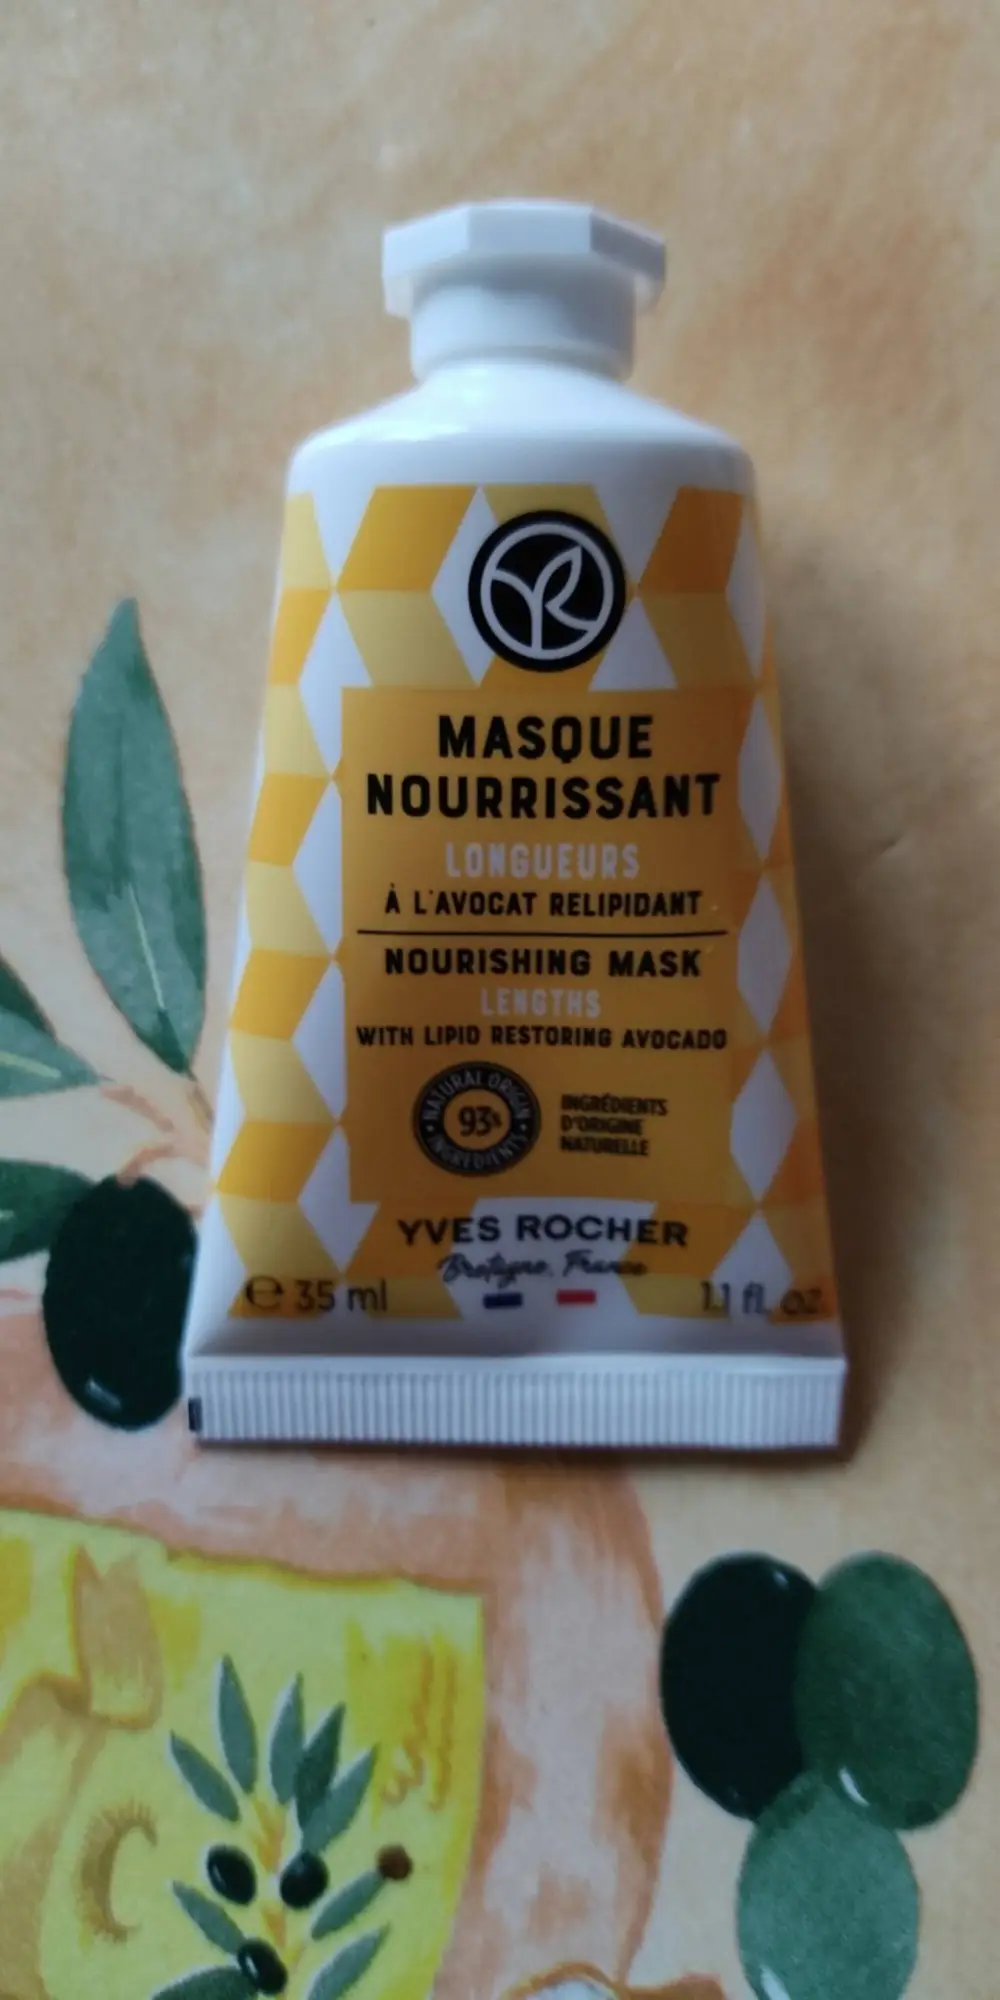 MASQUE
NOURRISSANT
LONGUEURS
À L'AVOCAT RELIPIDANT
NOURISHING MASK
LENGTHS
WITH LIPID RESTORING AVOCADO
NATURAL ORIGIN
93%
INGREDIENTS
INGRÉDIENTS
D'ORIGINE
NATURELLE
YVES ROCHER
Bretagne, France
℮ 35 ml
1.1 fl. oz.